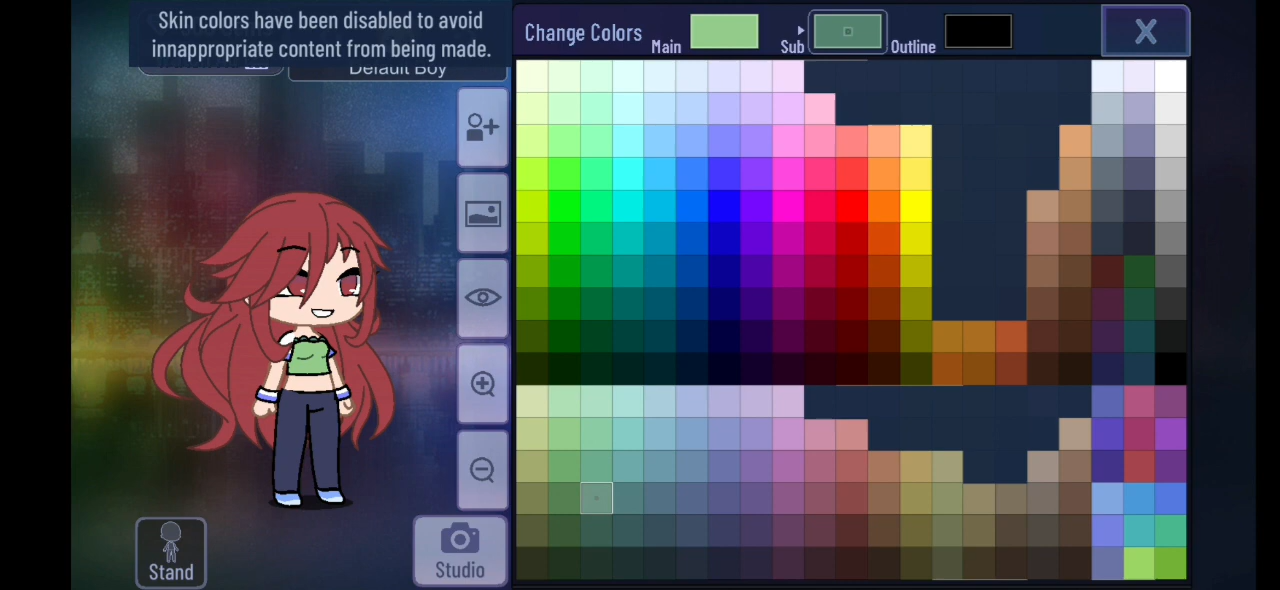 Skin colors have been disabled to avoid
innappropriate content from being made.
Default Boy
Change Colors
Main
Sub
Outline
X
Stand
Studio